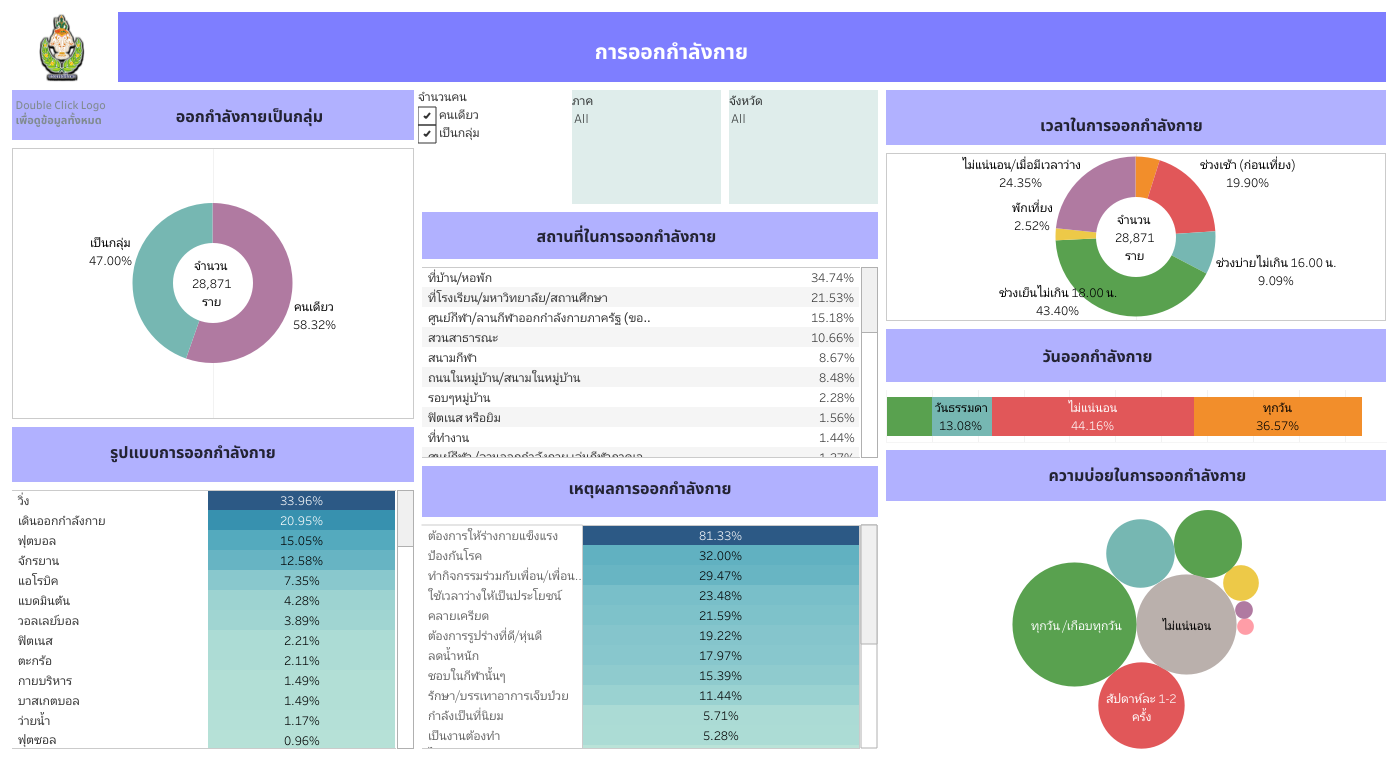 การออกกำลังกาย
Double Click Logo
เพื่อดูข้อมูลทั้งหมด
ออกกำลังกายเป็นกลุ่ม
เป็นกลุ่ม
47.00%
จำนวน
28,871
ราย
คนเดียว
58.32%
รูปแบบการออกกำลังกาย
วิ่ง 33.96%
เดินออกกำลังกาย 20.95%
ฟุตบอล 15.05%
จักรยาน 12.58%
แอโรบิค 7.35%
แบดมินตัน 4.28%
วอลเลย์บอล 3.89%
ฟิตเนส 2.21%
ตะกร้อ 2.11%
กายบริหาร 1.49%
บาสเกตบอล 1.49%
ว่ายน้ำ 1.17%
ฟุตซอล 0.96%
จำนวนคน
คนเดียว
เป็นกลุ่ม
ภาค
All
จังหวัด
All
สถานที่ในการออกกำลังกาย
ที่บ้าน/หอพัก 34.74%
ที่โรงเรียน/มหาวิทยาลัย/สถานศึกษา 21.53%
ศูนย์กีฬา/ลานกีฬาออกกำลังกายภาครัฐ (ขอ.. 15.18%
สวนสาธารณะ 10.66%
สนามกีฬา 8.67%
ถนนในหมู่บ้าน/สนามในหมู่บ้าน 8.48%
รอบๆหมู่บ้าน 2.28%
ฟิตเนส หรือยิม 1.56%
ที่ทำงาน 1.44%
เหตุผลการออกกำลังกาย
ต้องการให้ร่างกายแข็งแรง 81.33%
ป้องกันโรค 32.00%
ทำกิจกรรมร่วมกับเพื่อน/เพื่อน.. 29.47%
ใช้เวลาว่างให้เป็นประโยชน์ 23.48%
คลายเครียด 21.59%
ต้องการรูปร่างที่ดี/หุ่นดี 19.22%
ลดน้ำหนัก 17.97%
ชอบในกีฬานั้นๆ 15.39%
รักษา/บรรเทาอาการเจ็บป่วย 11.44%
กำลังเป็นที่นิยม 5.71%
เป็นงานต้องทำ 5.28%
เวลาในการออกกำลังกาย
ไม่แน่นอน/เมื่อมีเวลาว่าง
24.35%
พักเที่ยง
2.52%
ช่วงเช้า (ก่อนเที่ยง)
19.90%
จำนวน
28,871
ราย
ช่วงบ่ายไม่เกิน 16.00 น.
9.09%
ช่วงเย็นไม่เกิน 18.00 น.
43.40%
วันออกกำลังกาย
วันธรรมดา
13.08%
ไม่แน่นอน
44.16%
ทุกวัน
36.57%
ความบ่อยในการออกกำลังกาย
ทุกวัน /เกือบทุกวัน
ไม่แน่นอน
สัปดาห์ละ 1-2
ครั้ง